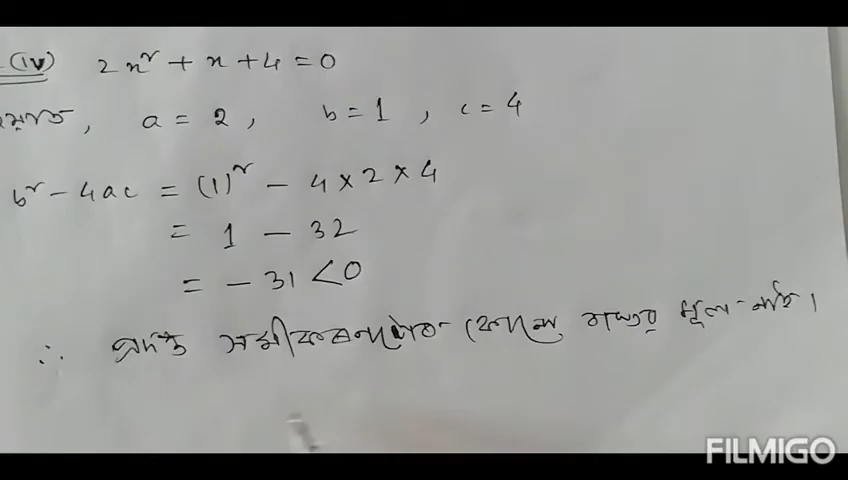 (iv) 2x² + x + 4 = 0
a = 2, b = 1, c = 4
b² - 4ac = (1)² - 4 × 2 × 4
= 1 - 32
= - 31 < 0
∴ প্ৰদত্ত সমীকৰণটোৰ কোনো বাস্তৱ মূল নাই।
FILMIGO